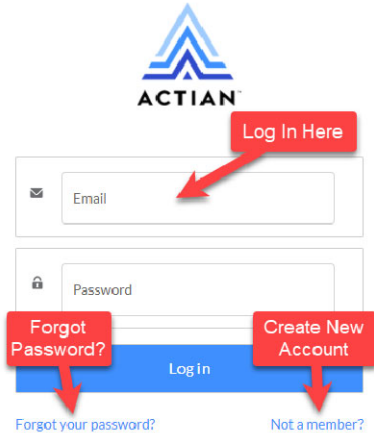 ACTIAN
Log In Here
Email
Password
Forgot
Password?
Create New
Account
Log in
Forgot your password?
Not a member?